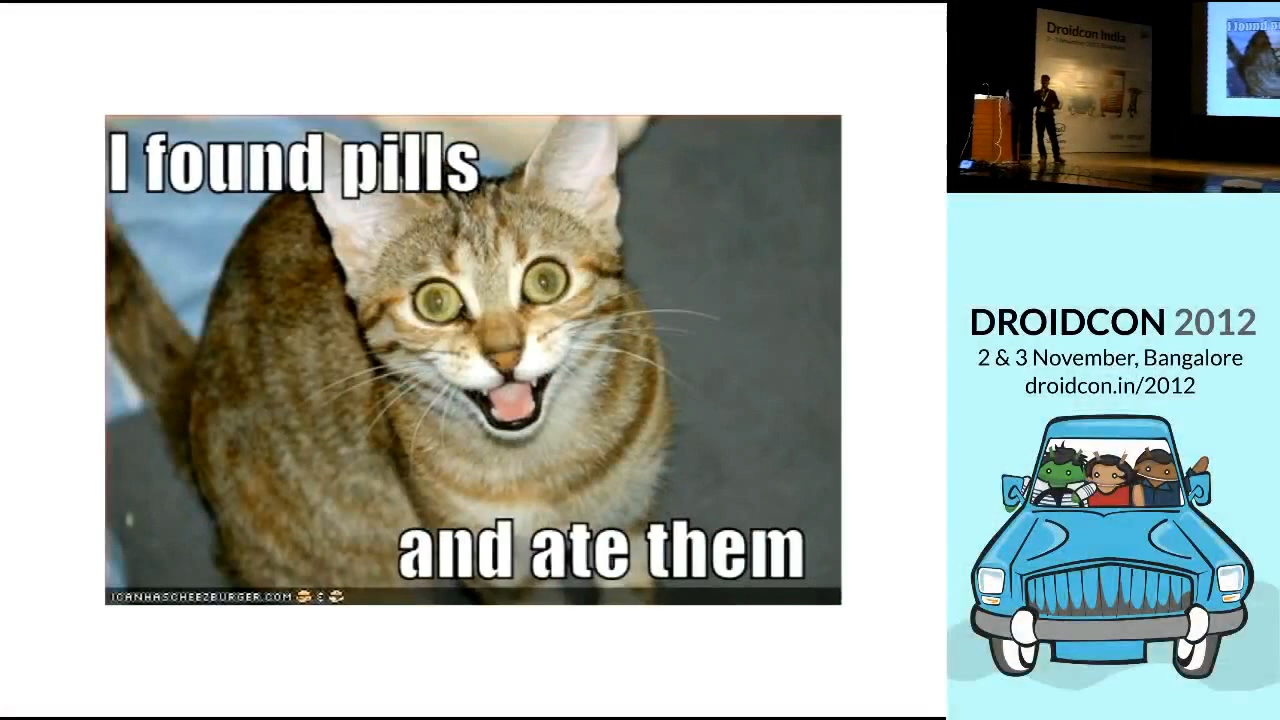 I found pills
and ate them
ICANHASCHEEZBURGER.COM
Droidcon India
DROIDCON 2012
2 & 3 November, Bangalore
droidcon.in/2012